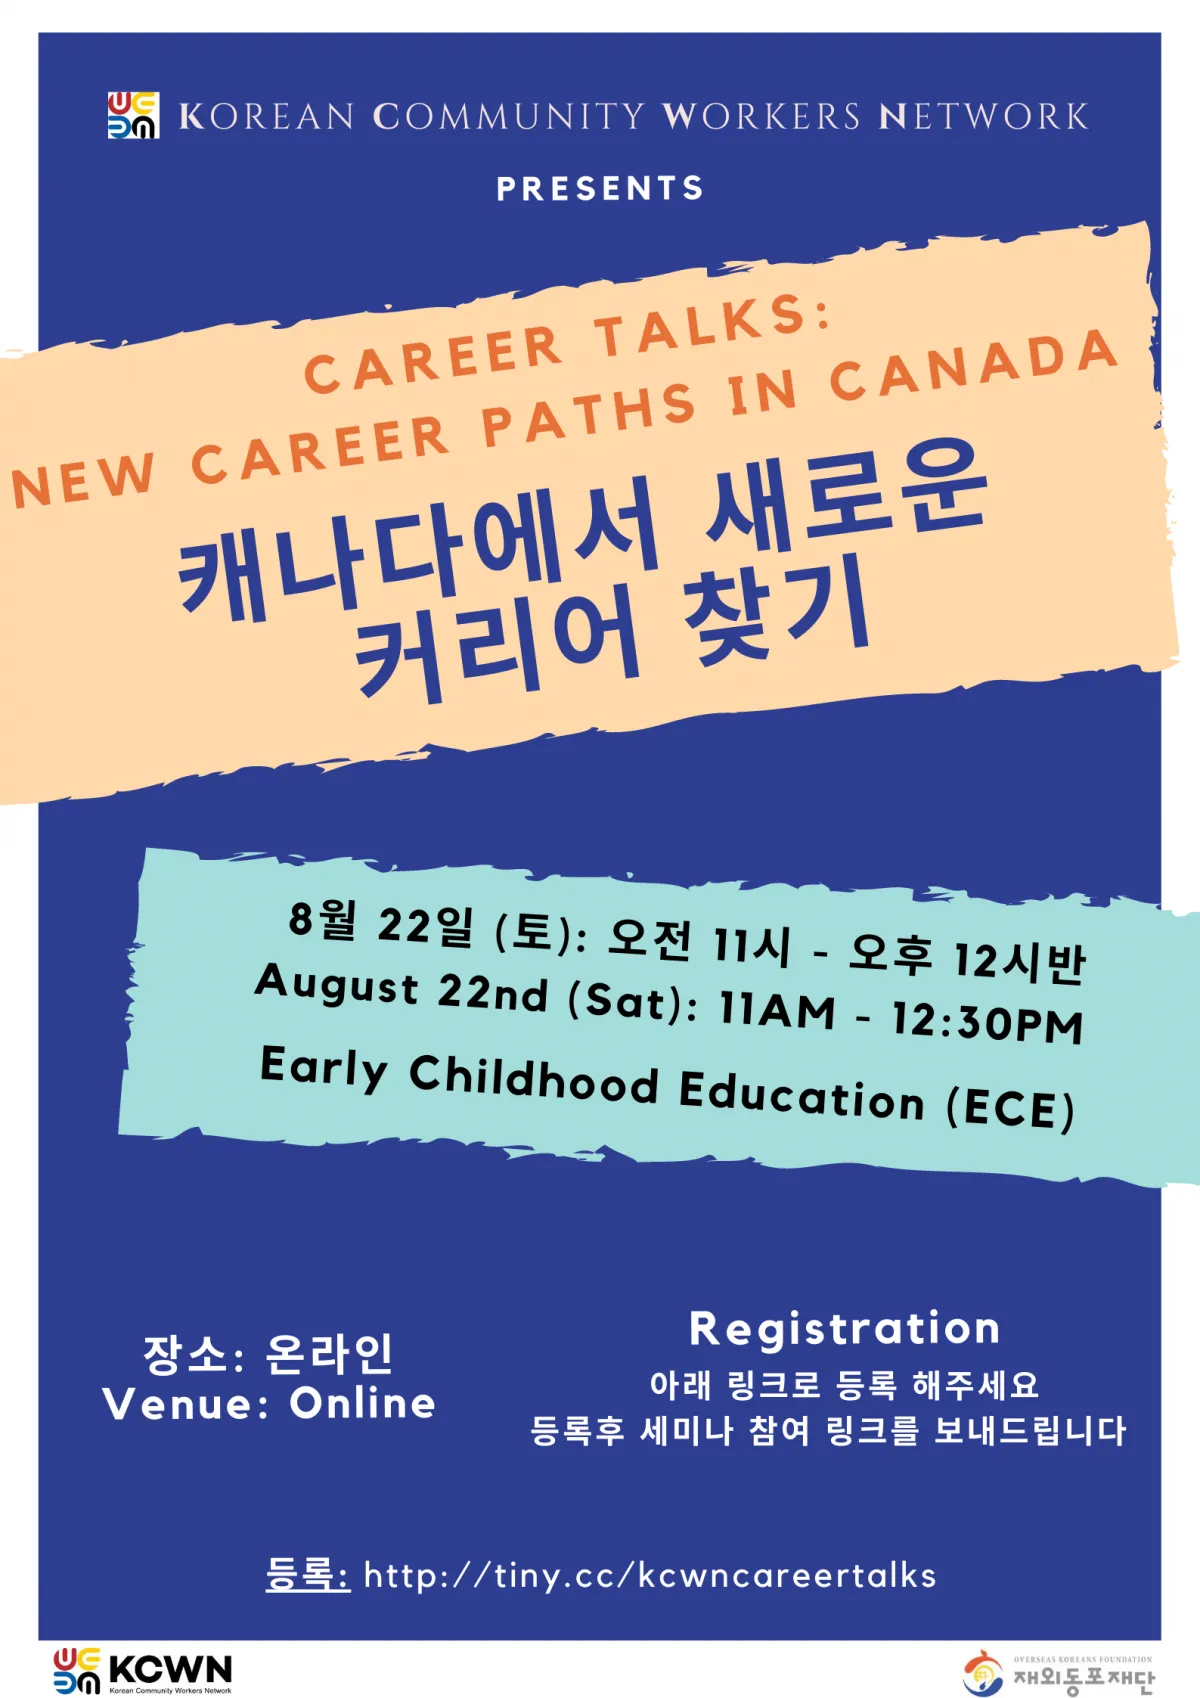 KOREAN COMMUNITY WORKERS NETWORK
PRESENTS
CAREER TALKS:
NEW CAREER PATHS IN CANADA
캐나다에서 새로운
커리어 찾기
8월 22일 (토): 오전 11시 - 오후 12시반
August 22nd (Sat): 11AM - 12:30PM
Early Childhood Education (ECE)
장소: 온라인
Venue: Online
Registration
아래 링크로 등록 해주세요
등록후 세미나 참여 링크를 보내드립니다
등록: http://tiny.cc/kcwncareertalks
KCWN
Korean Community Workers Network
OVERSEAS KOREANS FOUNDATION
재외동포재단